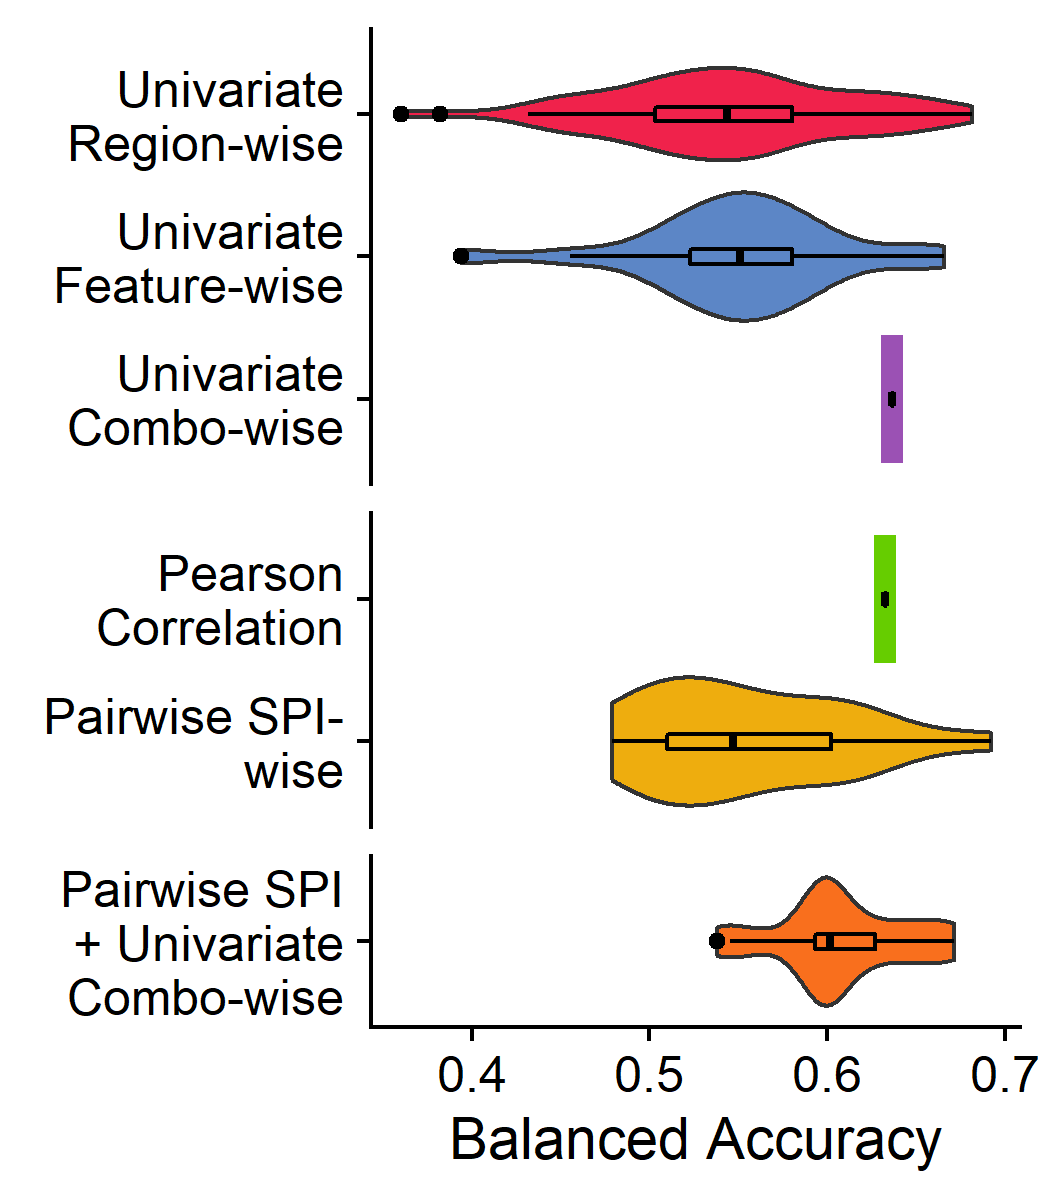 Univariate
Region-wise
Univariate
Feature-wise
Univariate
Combo-wise
Pearson
Correlation
Pairwise SPI-
wise
Pairwise SPI
+ Univariate
Combo-wise
0.4 0.5 0.6 0.7
Balanced Accuracy